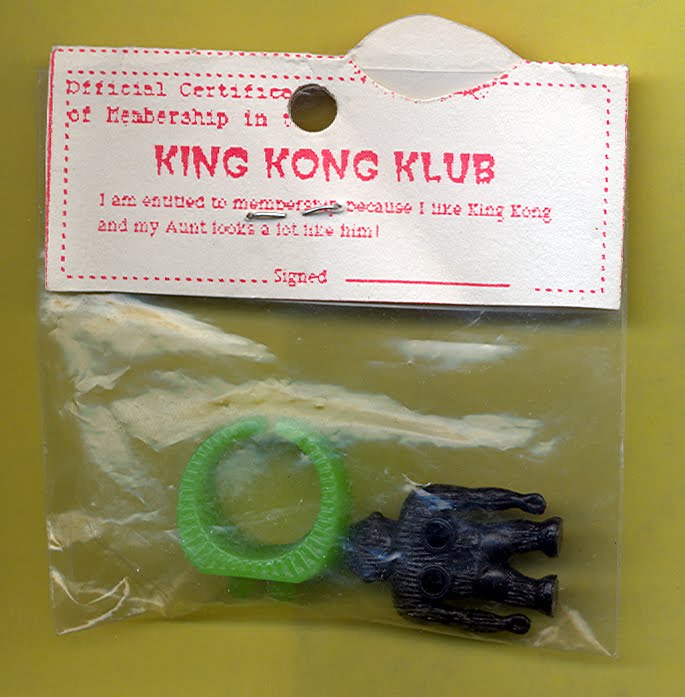 Official Certifica
of Membership in t
KING KONG KLUB
I am entitled to membership because I like King Kong
and my Aunt looks a lot like him!
Signed